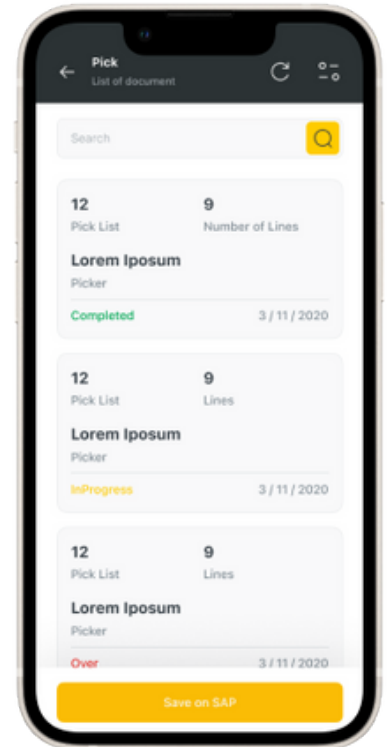 Pick
List of document
Search
12 9
Pick List Number of Lines
Lorem Iposum
Picker
Completed 3 / 11 / 2020
12 9
Pick List Lines
Lorem Iposum
Picker
InProgress 3 / 11 / 2020
12 9
Pick List Lines
Lorem Iposum
Picker
Over 3 / 11 / 2020
Save on SAP